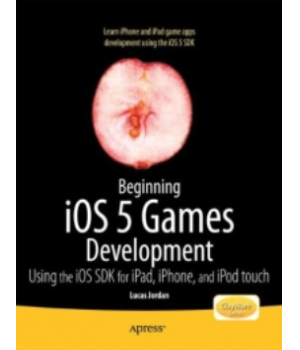 Learn iPhone and iPad game apps
development using the iOS 5 SDK
Beginning
iOS 5 Games
Development
Using the iOS SDK for iPad, iPhone, and iPod touch
Lucas Jordan
Apress®